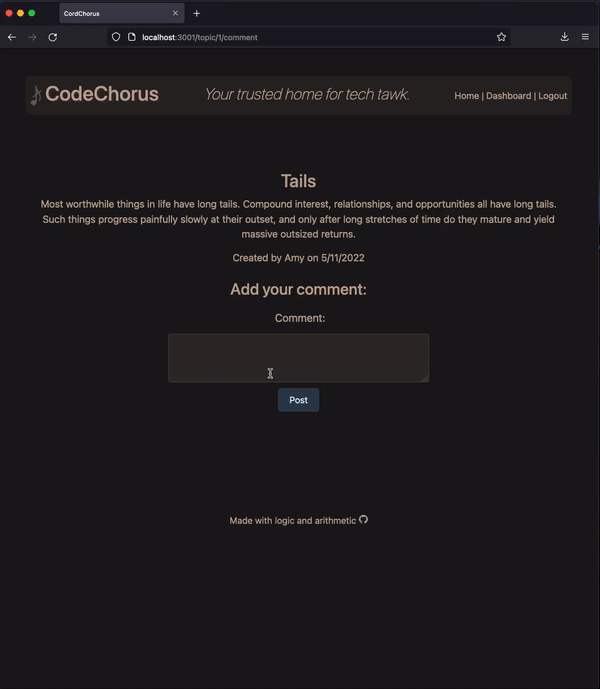 CordChorus
localhost:3001/topic/1/comment
CodeChorus
Your trusted home for tech tawk.
Home | Dashboard | Logout
Tails
Most worthwhile things in life have long tails. Compound interest, relationships, and opportunities all have long tails.
Such things progress painfully slowly at their outset, and only after long stretches of time do they mature and yield
massive outsized returns.
Created by Amy on 5/11/2022
Add your comment:
Comment:
Post
Made with logic and arithmetic